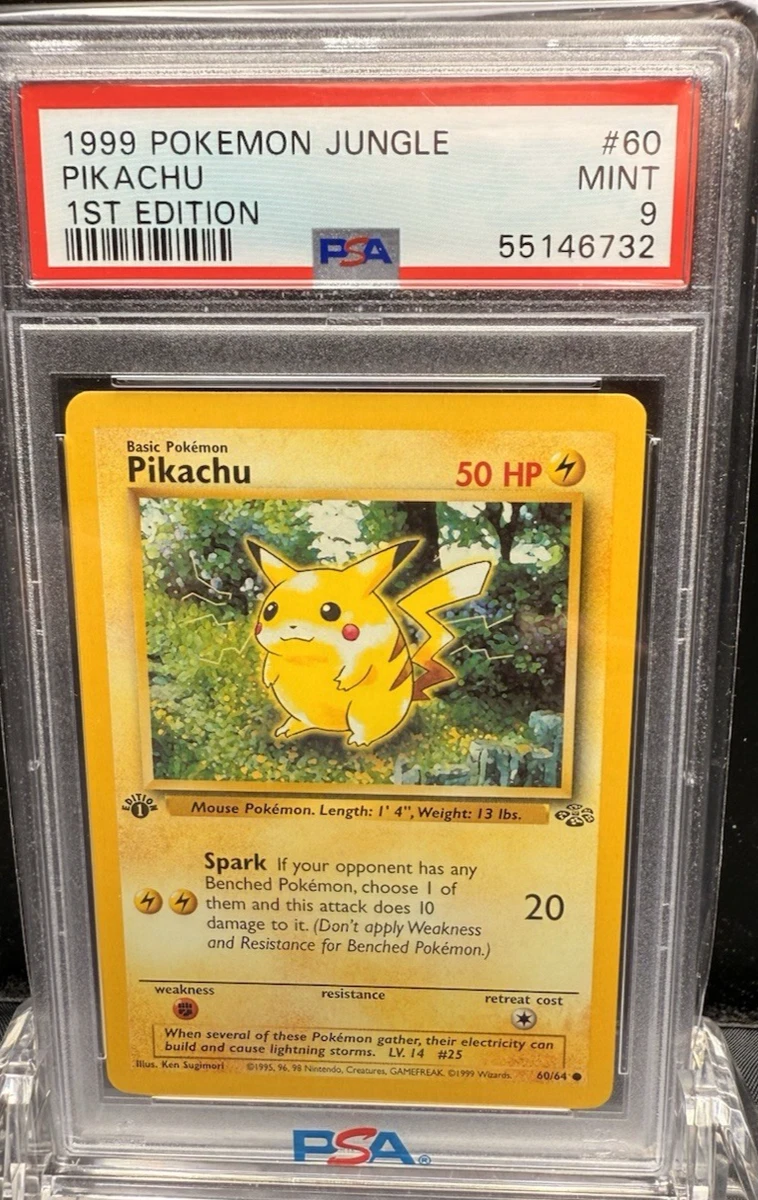 1999 POKEMON JUNGLE #60
PIKACHU MINT
1ST EDITION 9
PSA 55146732
Basic Pokémon
Pikachu 50 HP
EDITION 1
Mouse Pokémon. Length: 1' 4", Weight: 13 lbs.
Spark If your opponent has any
Benched Pokémon, choose 1 of
them and this attack does 10 20
damage to it. (Don't apply Weakness
and Resistance for Benched Pokémon.)
weakness resistance retreat cost
When several of these Pokémon gather, their electricity can
build and cause lightning storms. LV. 14 #25
Illus. Ken Sugimori ©1995, 96, 98 Nintendo, Creatures, GAMEFREAK. ©1999 Wizards. 60/64
PSA®